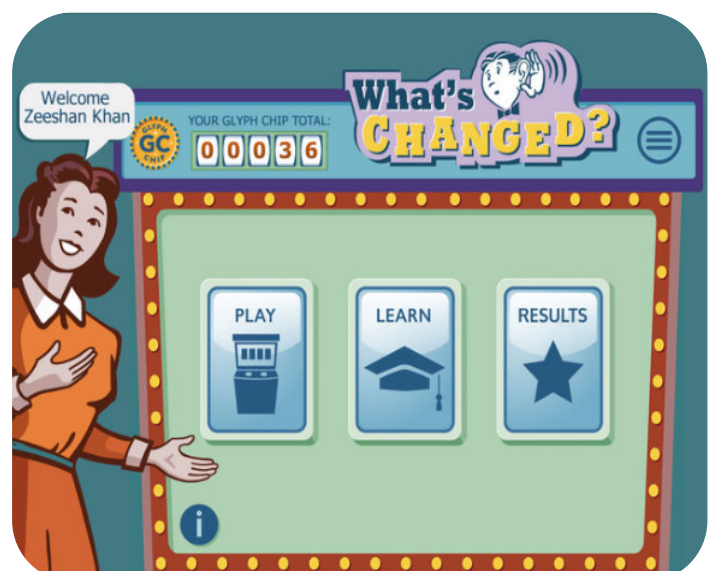 Welcome
Zeeshan Khan
GLYPH
GC
CHIP
YOUR GLYPH CHIP TOTAL:
00036
What's
CHANGED?
PLAY
LEARN
RESULTS
i